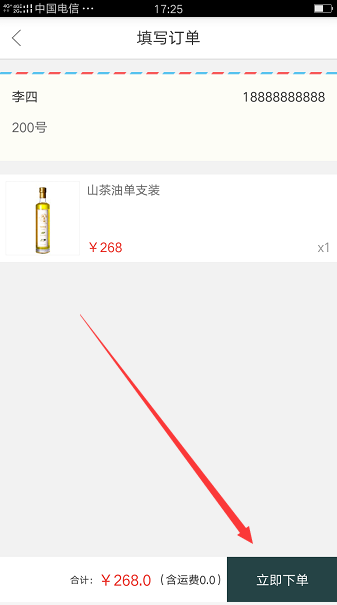 中国电信 ··· 17:25
填写订单
李四 18888888888
200号
山茶油单支装
￥268 x1
合计：￥268.0（含运费0.0） 立即下单